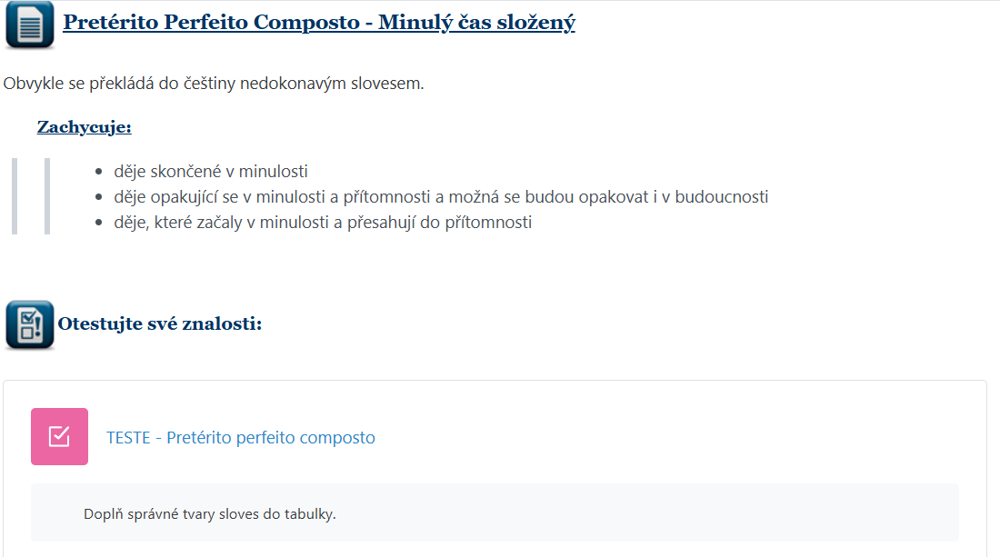 Pretérito Perfeito Composto - Minulý čas složený
Obvykle se překládá do češtiny nedokonavým slovesem.
Zachycuje:
děje skončené v minulosti
děje opakující se v minulosti a přítomnosti a možná se budou opakovat i v budoucnosti
děje, které začaly v minulosti a přesahují do přítomnosti
Otestujte své znalosti:
TESTE - Pretérito perfeito composto
Doplň správné tvary sloves do tabulky.